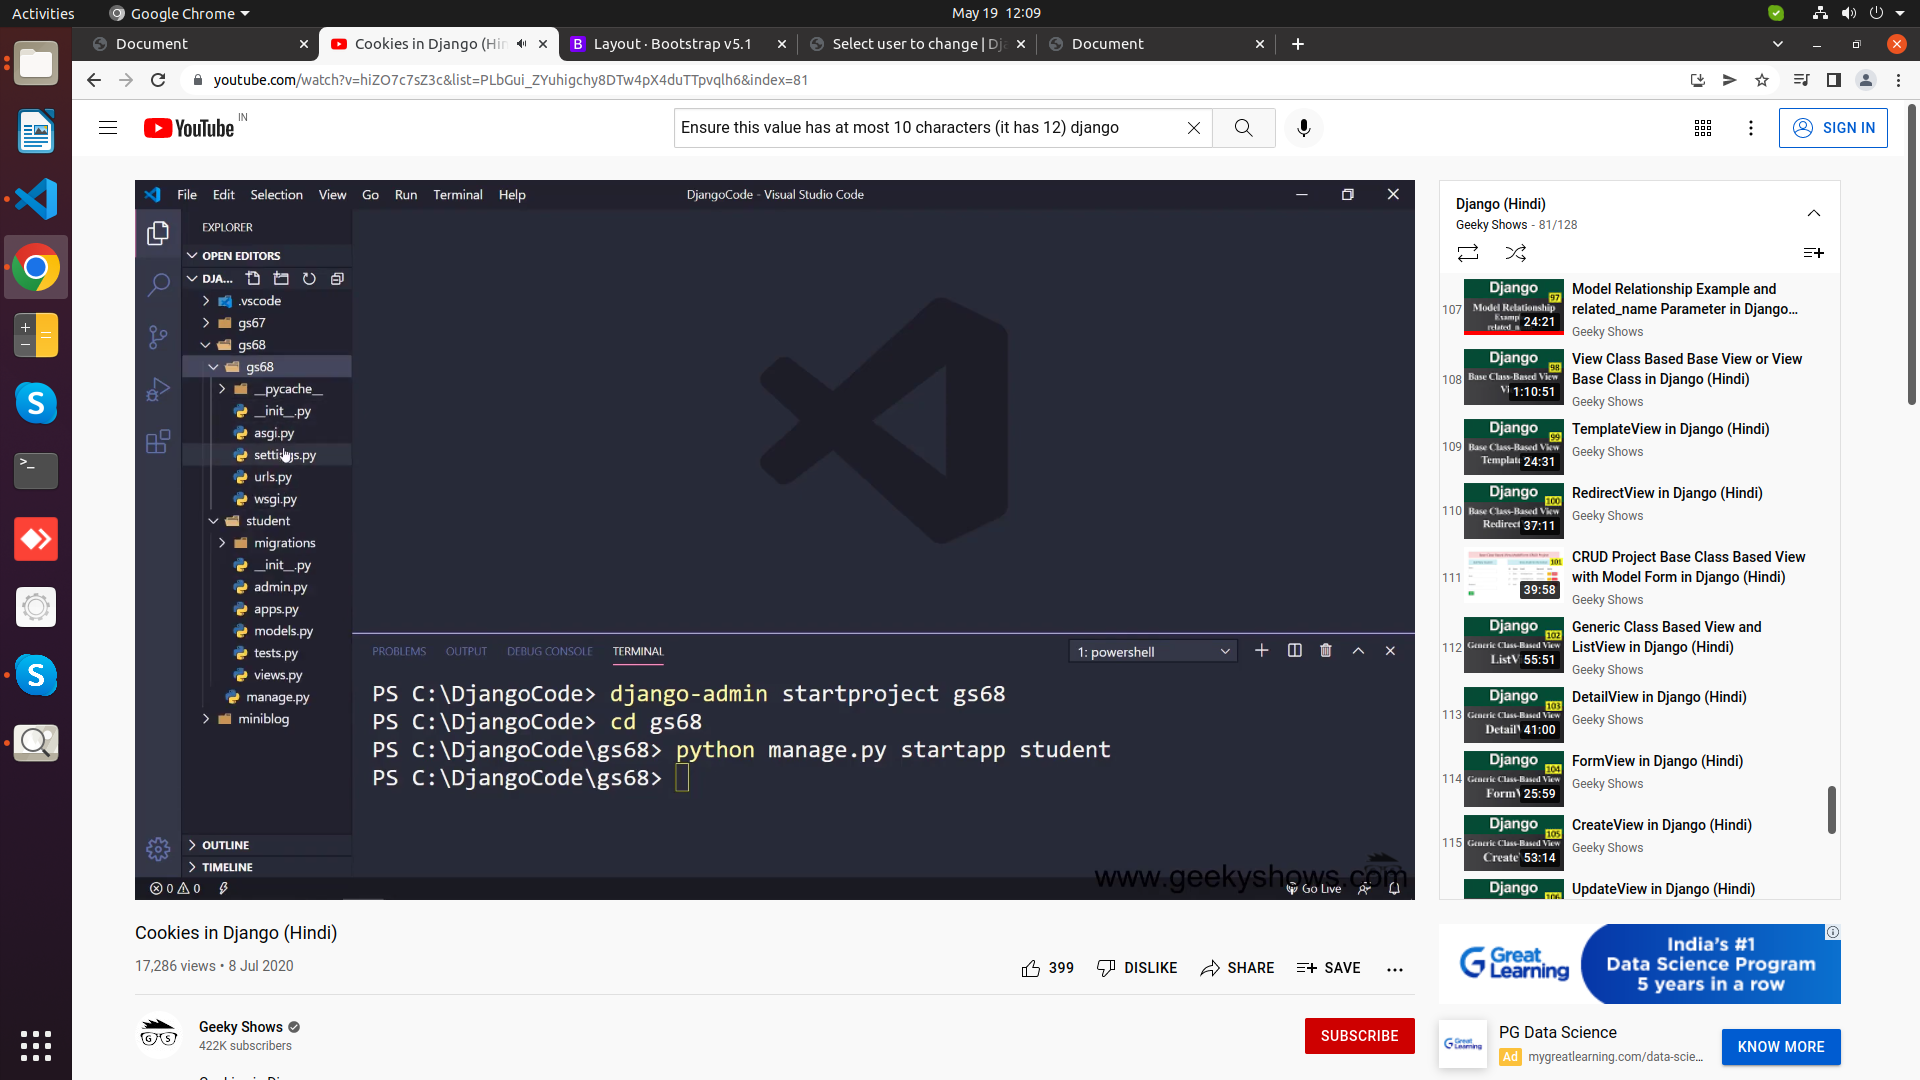 Activities
Google Chrome
May 19 12:09
Document
Cookies in Django (Hin
Layout · Bootstrap v5.1
Select user to change | Dj
Document
youtube.com/watch?v=hiZO7c7sZ3c&list=PLbGui_ZYuhigchy8DTw4pX4duTTpvqlh6&index=81
YouTube IN
Ensure this value has at most 10 characters (it has 12) django
SIGN IN
File Edit Selection View Go Run Terminal Help
DjangoCode - Visual Studio Code
EXPLORER
OPEN EDITORS
DJA...
.vscode
gs67
gs68
gs68
__pycache__
__init__.py
asgi.py
settings.py
urls.py
wsgi.py
student
migrations
__init__.py
admin.py
apps.py
models.py
tests.py
views.py
manage.py
miniblog
OUTLINE
TIMELINE
PROBLEMS OUTPUT DEBUG CONSOLE TERMINAL
1: powershell
PS C:\DjangoCode> django-admin startproject gs68
PS C:\DjangoCode> cd gs68
PS C:\DjangoCode\gs68> python manage.py startapp student
PS C:\DjangoCode\gs68>
www.geekyshows.com
0 0
Go Live
Cookies in Django (Hindi)
17,286 views • 8 Jul 2020
399
DISLIKE
SHARE
SAVE
Geeky Shows
422K subscribers
SUBSCRIBE
Django (Hindi)
Geeky Shows - 81/128
107
Django
97
Model Relationship
24:21
Model Relationship Example and
related_name Parameter in Django...
Geeky Shows
108
Django
98
Base Class-Based View
1:10:51
View Class Based Base View or View
Base Class in Django (Hindi)
Geeky Shows
109
Django
99
Base Class-Based View
Templat
24:31
TemplateView in Django (Hindi)
Geeky Shows
110
Django
100
Base Class-Based View
Redirect
37:11
RedirectView in Django (Hindi)
Geeky Shows
111
101
39:58
CRUD Project Base Class Based View
with Model Form in Django (Hindi)
Geeky Shows
112
Django
102
Generic Class-Based View
ListV
55:51
Generic Class Based View and
ListView in Django (Hindi)
Geeky Shows
113
Django
103
Generic Class-Based View
Detail
41:00
DetailView in Django (Hindi)
Geeky Shows
114
Django
104
Generic Class-Based View
FormV
25:59
FormView in Django (Hindi)
Geeky Shows
115
Django
105
Generic Class-Based View
Create
53:14
CreateView in Django (Hindi)
Geeky Shows
Django
106
UpdateView in Django (Hindi)
Great
Learning
India's #1
Data Science Program
5 years in a row
Great
Learning
PG Data Science
Ad mygreatlearning.com/data-scie...
KNOW MORE